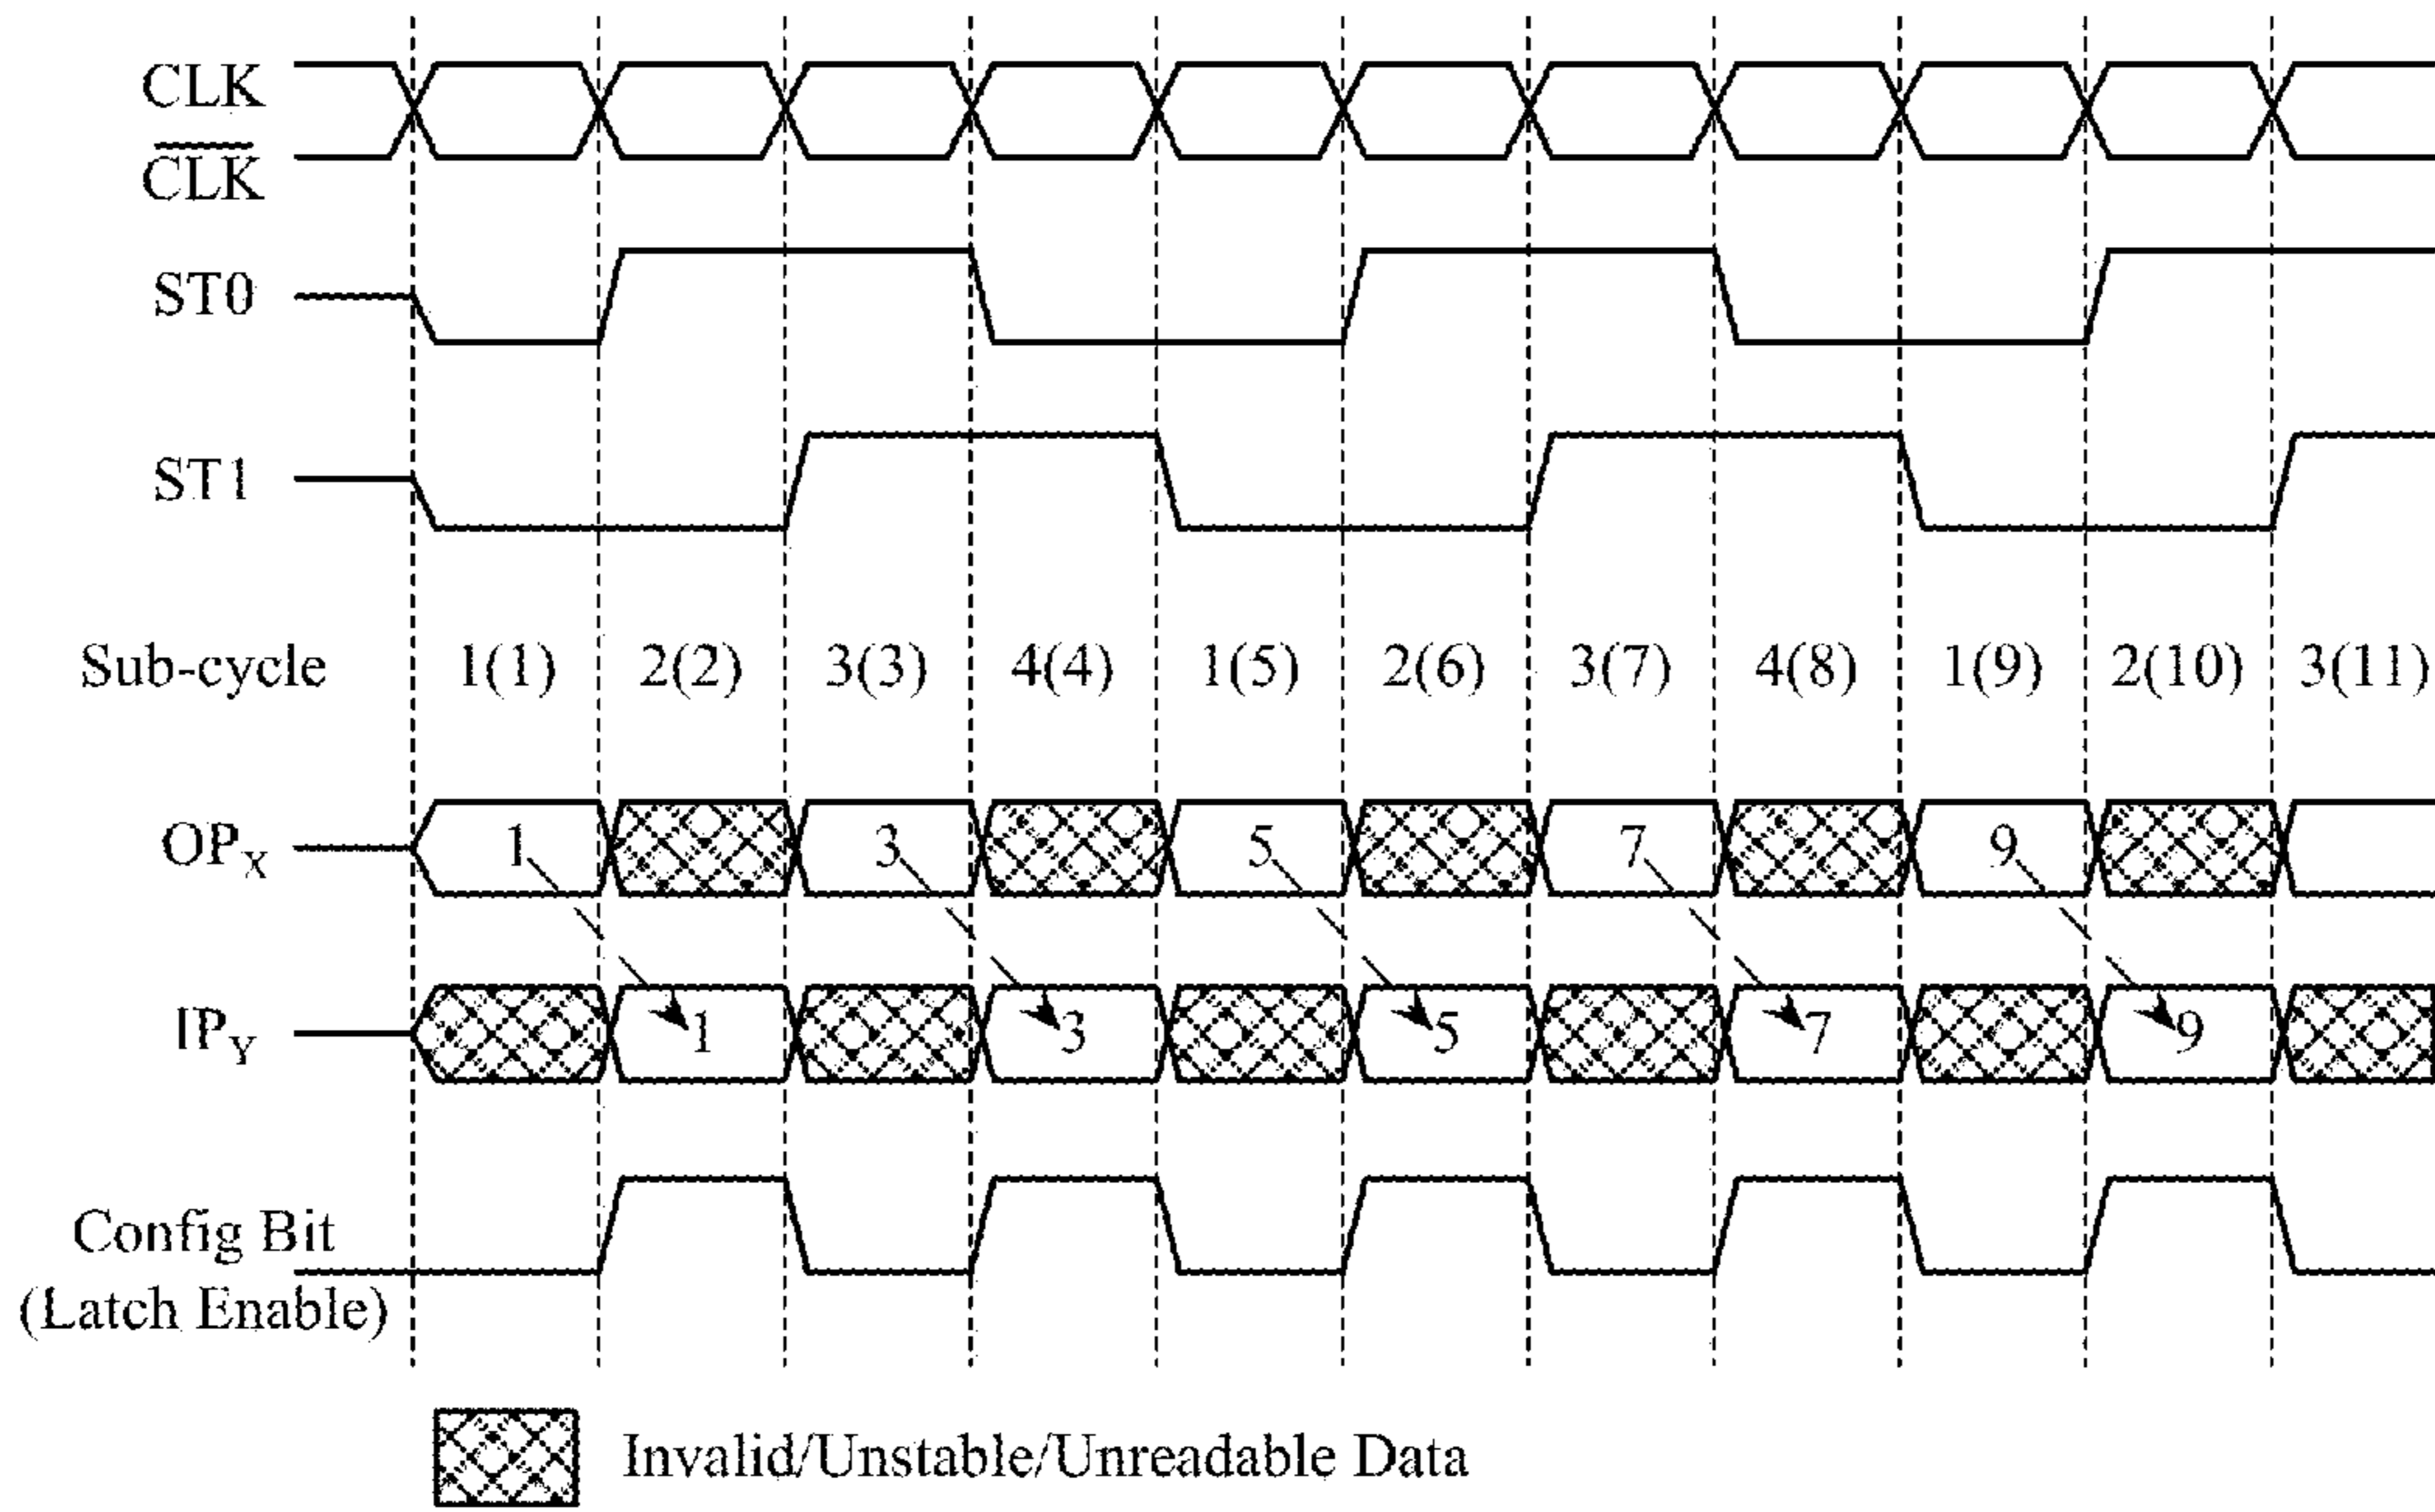 CLK
C̅L̅K̅
ST0
ST1
Sub-cycle 1(1) 2(2) 3(3) 4(4) 1(5) 2(6) 3(7) 4(8) 1(9) 2(10) 3(11)
OPX 1 3 5 7 9
IPY 1 3 5 7 9
Config Bit
(Latch Enable)
Invalid/Unstable/Unreadable Data